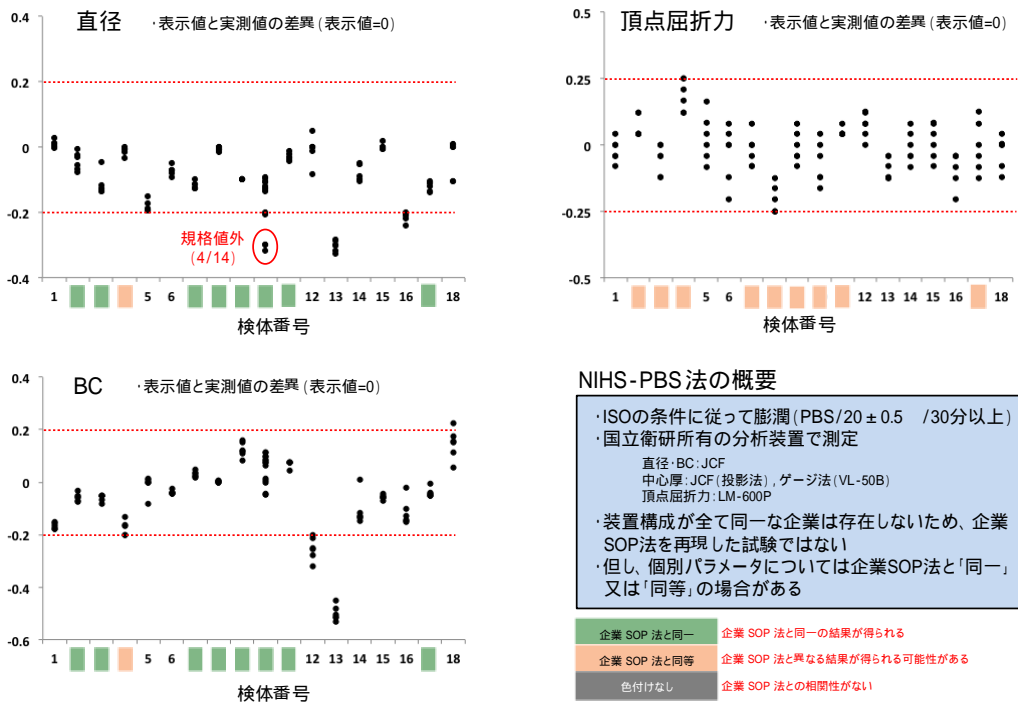 直径 ·表示値と実測値の差異(表示値=0)
0.4
0.2
0
-0.2
-0.4
規格値外
(4/14)
1 5 6 12 13 14 15 16 18
検体番号
頂点屈折力 ·表示値と実測値の差異(表示値=0)
0.5
0.25
0
-0.25
-0.5
1 5 6 12 13 14 15 16 18
検体番号
BC ·表示値と実測値の差異(表示値=0)
0.4
0.2
0
-0.2
-0.4
-0.6
1 5 6 12 13 14 15 16 18
検体番号
NIHS-PBS法の概要
·ISOの条件に従って膨潤(PBS/20±0.5 /30分以上)
·国立衛研所有の分析装置で測定
直径·BC:JCF
中心厚:JCF(投影法),ゲージ法(VL-50B)
頂点屈折力:LM-600P
·装置構成が全て同一な企業は存在しないため、企業
SOP法を再現した試験ではない
·但し、個別パラメータについては企業SOP法と「同一」
又は「同等」の場合がある
企業 SOP 法と同一 企業 SOP 法と同一の結果が得られる
企業 SOP 法と同等 企業 SOP 法と異なる結果が得られる可能性がある
色付けなし 企業 SOP 法との相関性がない